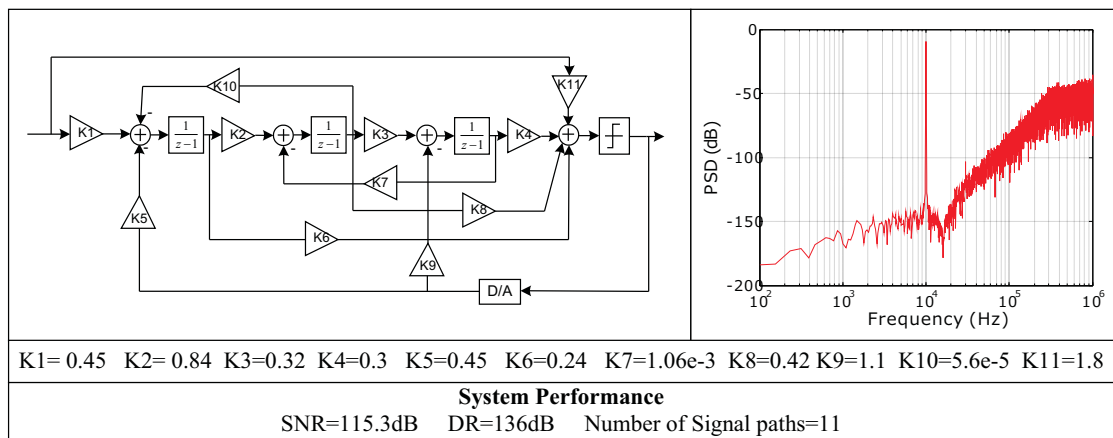 K10
K11
K1
+
-
-
1
z−1
K2
+
-
1
z−1
K3
+
-
1
z−1
K4
+
K7
K5
K8
K6
K9
D/A
0
-50
-100
-150
-200
PSD (dB)
10^2 10^3 10^4 10^5 10^6
Frequency (Hz)
K1= 0.45 K2= 0.84 K3=0.32 K4=0.3 K5=0.45 K6=0.24 K7=1.06e-3 K8=0.42 K9=1.1 K10=5.6e-5 K11=1.8
System Performance
SNR=115.3dB DR=136dB Number of Signal paths=11